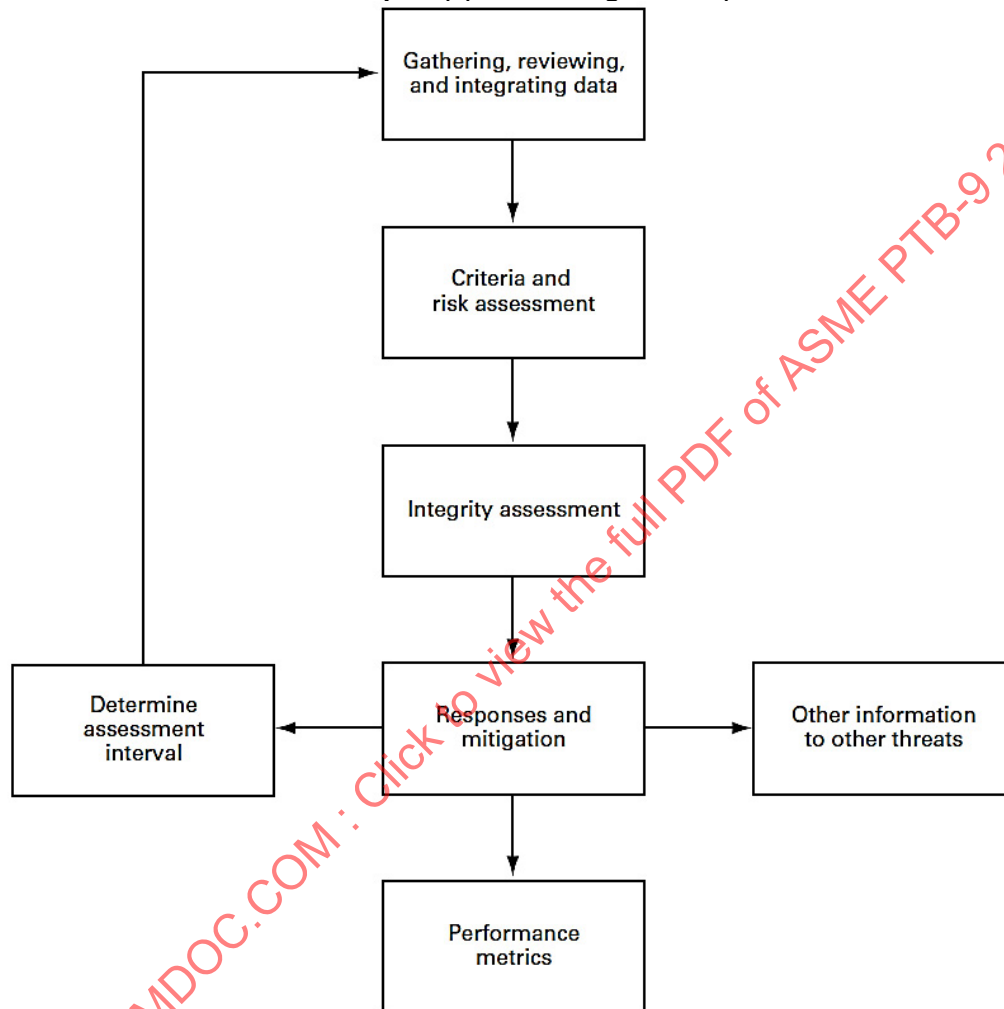 Gathering, reviewing,
and integrating data
Criteria and
risk assessment
Integrity assessment
Determine
assessment
interval
Responses and
mitigation
Other information
to other threats
Performance
metrics
MDOC.COM : Click to view the full PDF of ASME PTB-9